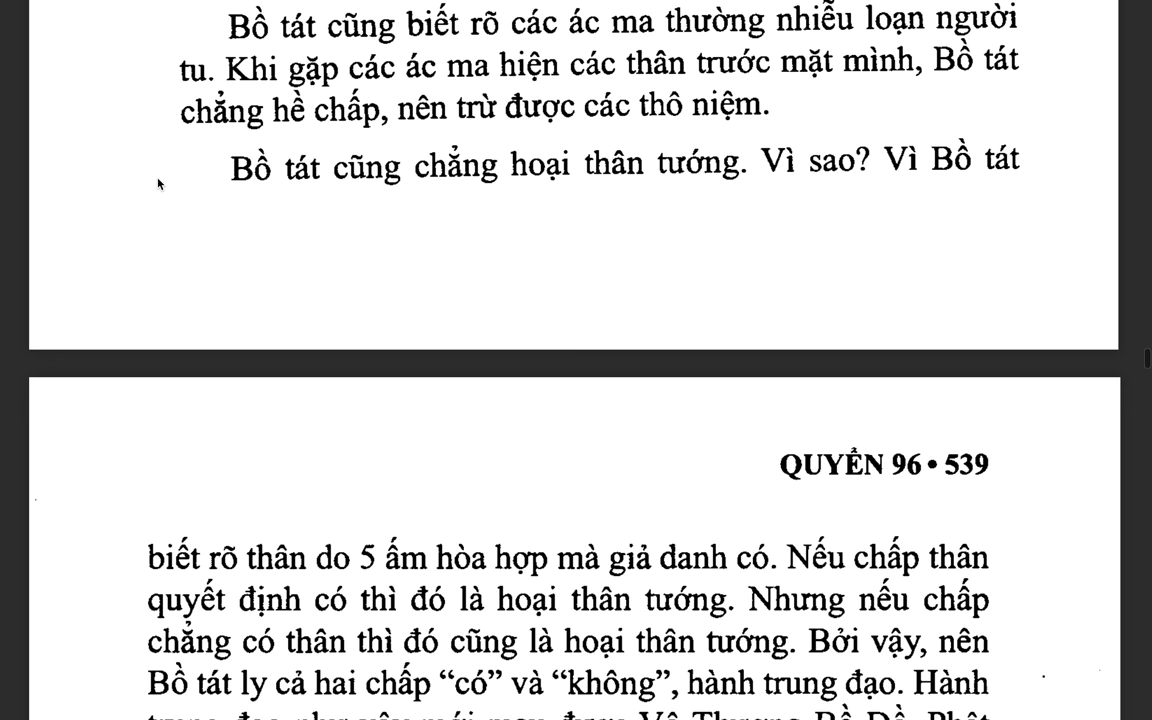 Bồ tát cũng biết rõ các ác ma thường nhiễu loạn người
tu. Khi gặp các ác ma hiện các thân trước mặt mình, Bồ tát
chẳng hề chấp, nên trừ được các thô niệm.
Bồ tát cũng chẳng hoại thân tướng. Vì sao? Vì Bồ tát
QUYỂN 96 • 539
biết rõ thân do 5 ấm hòa hợp mà giả danh có. Nếu chấp thân
quyết định có thì đó là hoại thân tướng. Nhưng nếu chấp
chẳng có thân thì đó cũng là hoại thân tướng. Bởi vậy, nên
Bồ tát ly cả hai chấp “có” và “không”, hành trung đạo. Hành